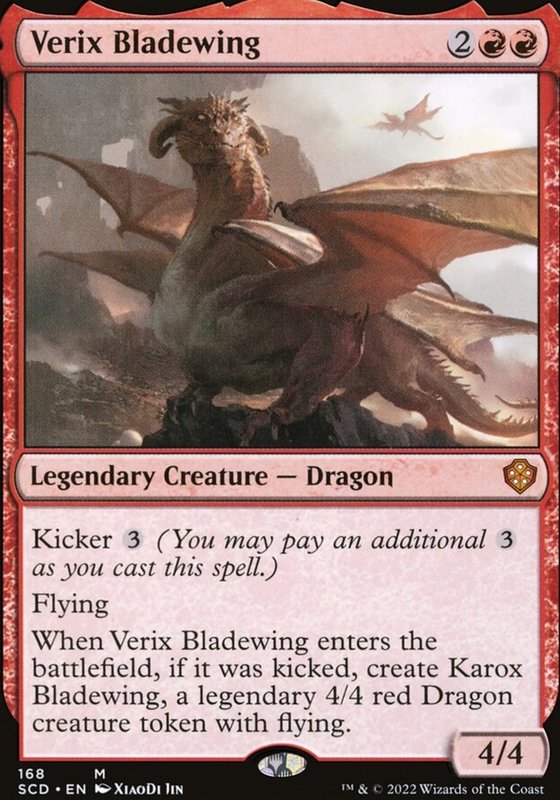 Verix Bladewing 2
Legendary Creature — Dragon
Kicker 3 (You may pay an additional 3
as you cast this spell.)
Flying
When Verix Bladewing enters the
battlefield, if it was kicked, create Karox
Bladewing, a legendary 4/4 red Dragon
creature token with flying.
4/4
168 M
SCD • EN XiaoDi Jin
™ & © 2022 Wizards of the Coast